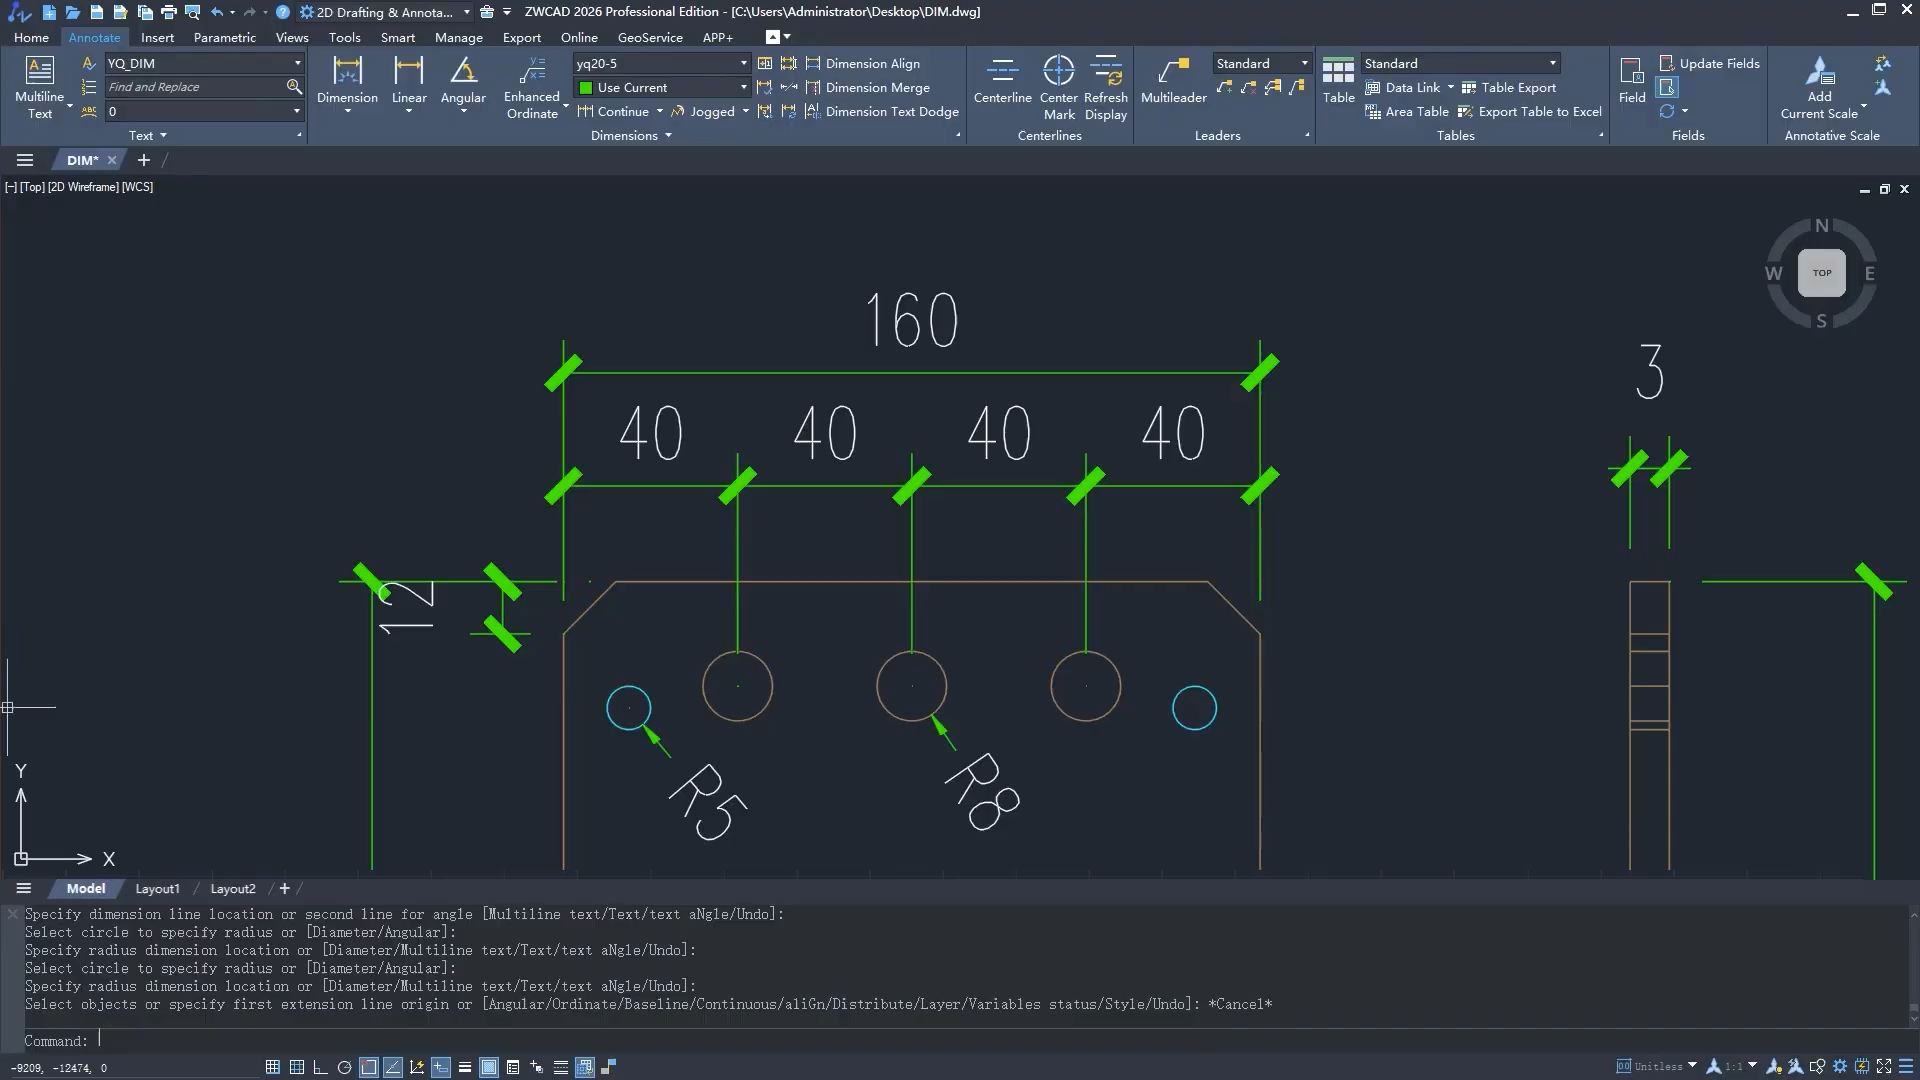 2D Drafting & Annota... ZWCAD 2026 Professional Edition - [C:\Users\Administrator\Desktop\DIM.dwg]
Home Annotate Insert Parametric Views Tools Smart Manage Export Online GeoService APP+
YQ_DIM
Find and Replace
0
Multiline Text
Text
Dimension
Linear
Angular
Enhanced Ordinate
yq20-5
Use Current
Continue Jogged
Dimension Align
Dimension Merge
Dimension Text Dodge
Dimensions
Centerline
Center Mark
Refresh Display
Centerlines
Multileader
Standard
Leaders
Table
Standard
Data Link Table Export
Area Table Export Table to Excel
Tables
Field
Update Fields
Fields
Add Current Scale
Annotative Scale
DIM*
[−] [Top] [2D Wireframe] [WCS]
N
W TOP E
S
160
3
40 40 40 40
12
R5
R8
Y
X
Model Layout1 Layout2
Specify dimension line location or second line for angle [Multiline text/Text/text aNgle/Undo]:
Select circle to specify radius or [Diameter/Angular]:
Specify radius dimension location or [Diameter/Multiline text/Text/text aNgle/Undo]:
Select circle to specify radius or [Diameter/Angular]:
Specify radius dimension location or [Diameter/Multiline text/Text/text aNgle/Undo]:
Select objects or specify first extension line origin or [Angular/Ordinate/Baseline/Continuous/aliGn/Distribute/Layer/Variables status/Style/Undo]: *Cancel*
Command:
-9209, -12474, 0
Unitless 1:1